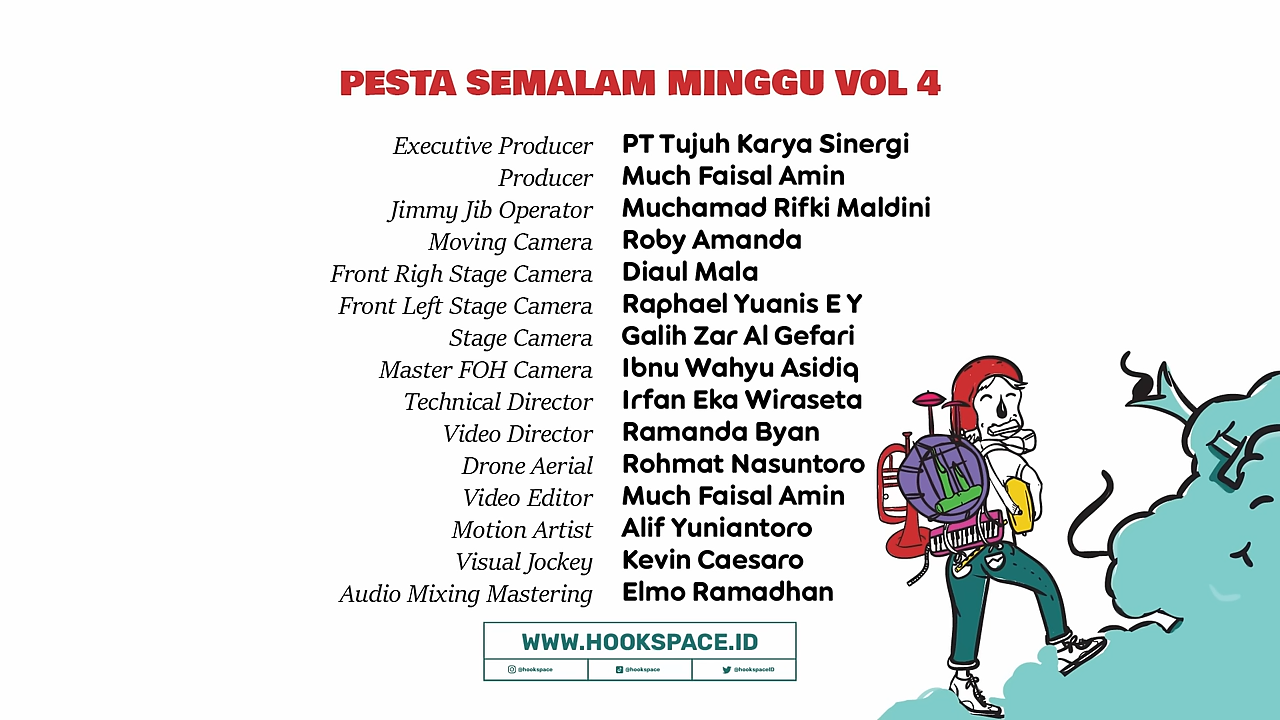 PESTA SEMALAM MINGGU VOL 4
Executive Producer PT Tujuh Karya Sinergi
Producer Much Faisal Amin
Jimmy Jib Operator Muchamad Rifki Maldini
Moving Camera Roby Amanda
Front Righ Stage Camera Diaul Mala
Front Left Stage Camera Raphael Yuanis E Y
Stage Camera Galih Zar Al Gefari
Master FOH Camera Ibnu Wahyu Asidiq
Technical Director Irfan Eka Wiraseta
Video Director Ramanda Byan
Drone Aerial Rohmat Nasuntoro
Video Editor Much Faisal Amin
Motion Artist Alif Yuniantoro
Visual Jockey Kevin Caesaro
Audio Mixing Mastering Elmo Ramadhan
WWW.HOOKSPACE.ID
@hookspace @hookspace @hookspaceID